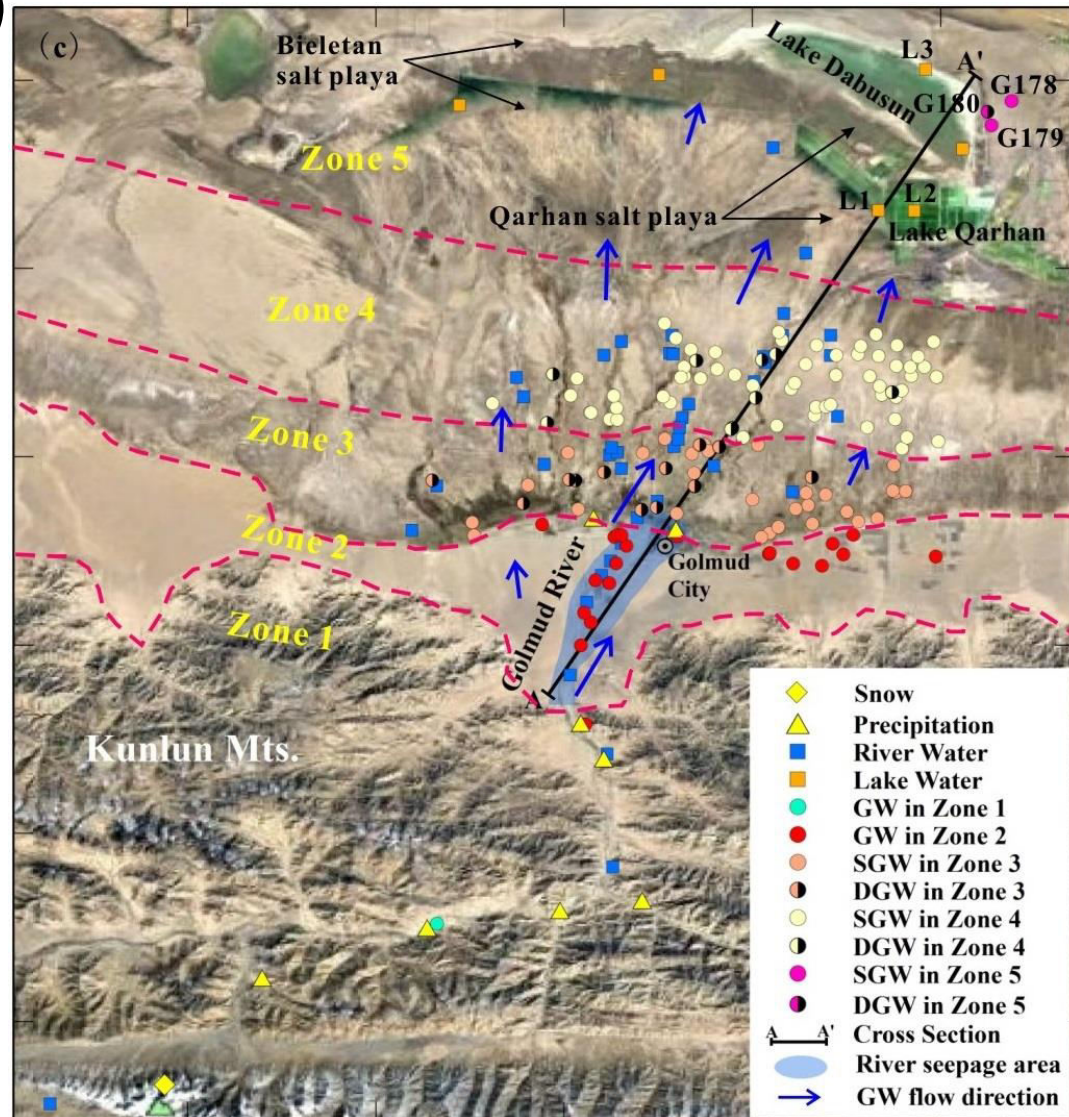 (c)
Bieletan
salt playa
Lake Dabusun
L3
A'
G178
G180
G179
Zone 5
Qarhan salt playa
L1
L2
Lake Qarhan
Zone 4
Zone 3
Zone 2
Golmud
City
Golmud River
Zone 1
A
Kunlun Mts.
Snow
Precipitation
River Water
Lake Water
GW in Zone 1
GW in Zone 2
SGW in Zone 3
DGW in Zone 3
SGW in Zone 4
DGW in Zone 4
SGW in Zone 5
DGW in Zone 5
A A' Cross Section
River seepage area
GW flow direction